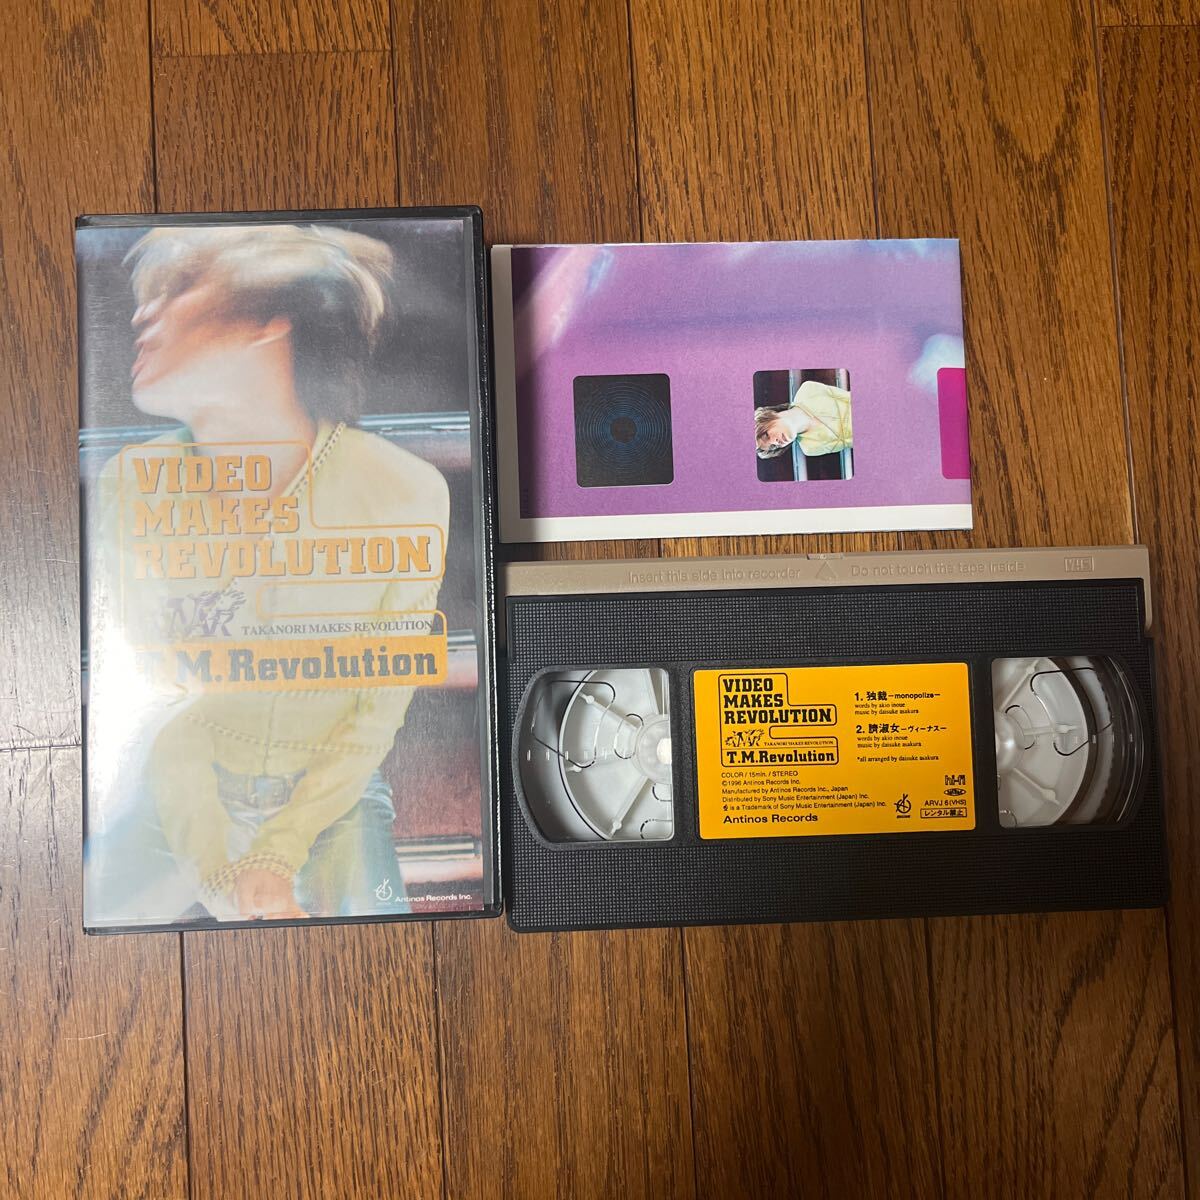 VIDEO
MAKES
REVOLUTION
TAKANORI MAKES REVOLUTION
T.M.Revolution
Antinos Records Inc.
Insert this side into recorder
Do not touch the tape inside
VHS
VIDEO
MAKES
REVOLUTION
TAKANORI MAKES REVOLUTION
T.M.Revolution
COLOR / 15min. / STEREO
©1996 Antinos Records Inc.
Manufactured by Antinos Records Inc., Japan
Distributed by Sony Music Entertainment (Japan) Inc.
is a Trademark of Sony Music Entertainment (Japan) Inc.
Antinos Records
1. 独裁 –monopolize–
words by akio inoue
music by daisuke asakura
2. 臍淑女 –ヴィーナス–
words by akio inoue
music by daisuke asakura
*all arranged by daisuke asakura
hi-fi
ARVJ 6 (VHS)
レンタル禁止